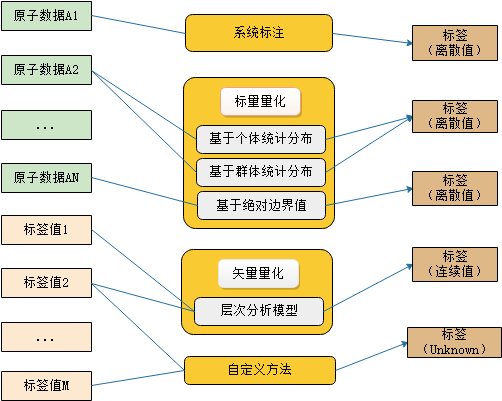 原子数据A1
原子数据A2
...
原子数据AN
标签值1
标签值2
...
标签值M
系统标注
标量量化
基于个体统计分布
基于群体统计分布
基于绝对边界值
矢量量化
层次分析模型
自定义方法
标签
（离散值）
标签
（离散值）
标签
（离散值）
标签
（连续值）
标签
（Unknown）